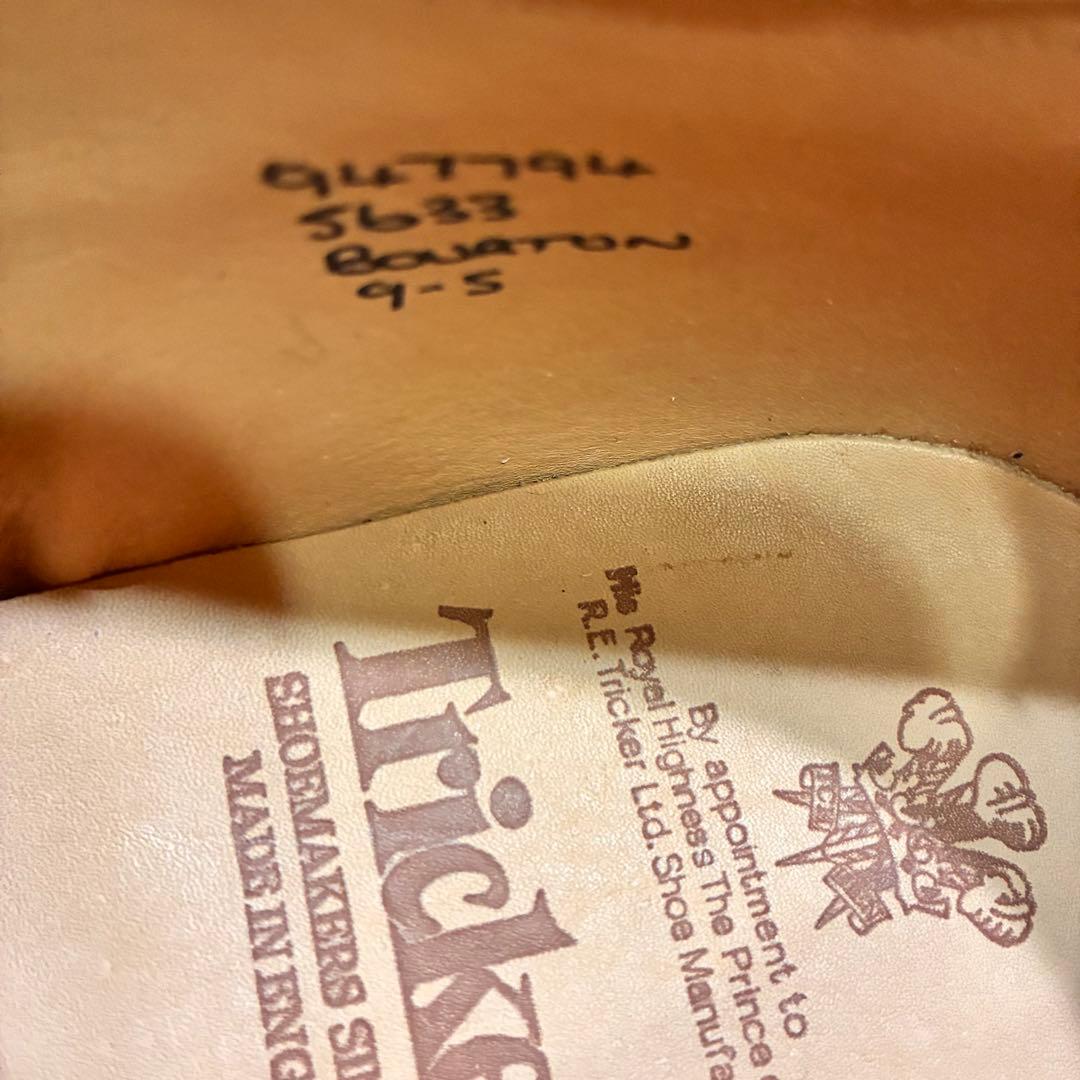 947794
5633
BOURTON
9-5
By appointment to
His Royal Highness The Prince
R.E. Tricker Ltd. Shoe Manufa
Tricke
SHOEMAKERS SI
MADE IN ENG